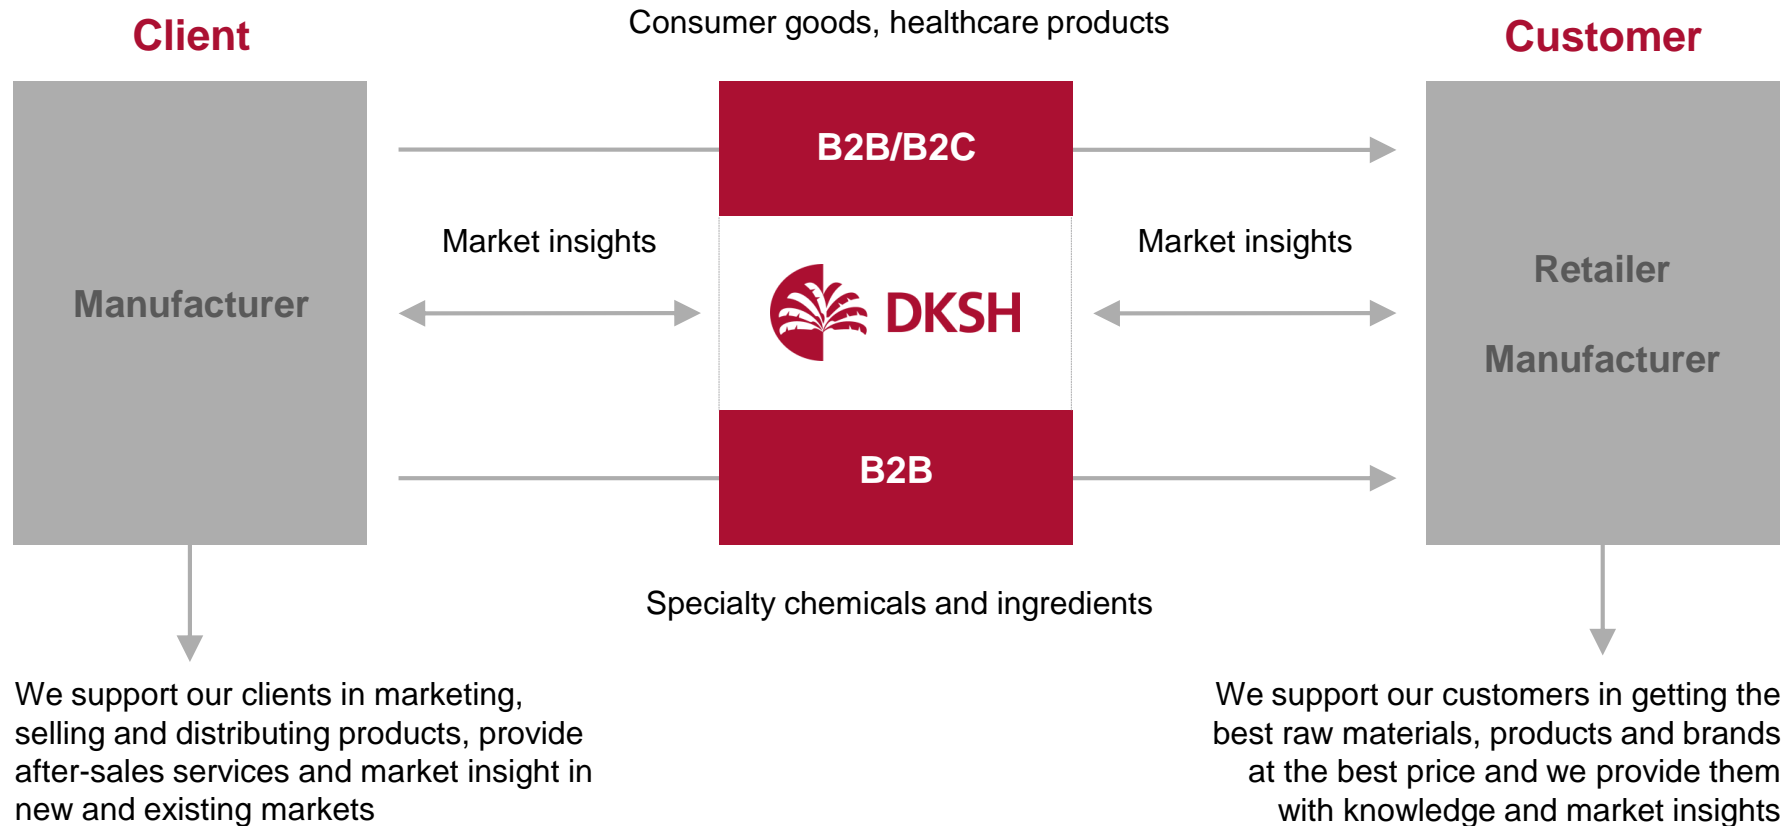 Client
Consumer goods, healthcare products
Customer
B2B/B2C
Market insights
Market insights
Manufacturer
DKSH
Retailer
Manufacturer
B2B
Specialty chemicals and ingredients
We support our clients in marketing,
selling and distributing products, provide
after-sales services and market insight in
new and existing markets
We support our customers in getting the
best raw materials, products and brands
at the best price and we provide them
with knowledge and market insights